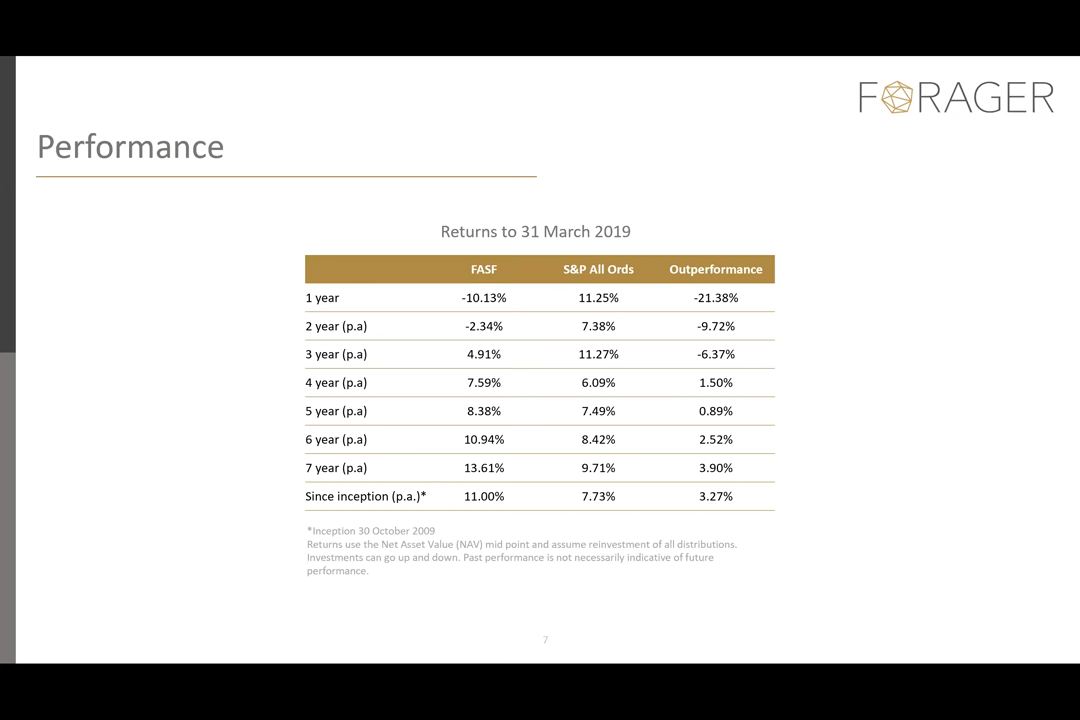 FORAGER
Performance
Returns to 31 March 2019
FASF S&P All Ords Outperformance
1 year -10.13% 11.25% -21.38%
2 year (p.a) -2.34% 7.38% -9.72%
3 year (p.a) 4.91% 11.27% -6.37%
4 year (p.a) 7.59% 6.09% 1.50%
5 year (p.a) 8.38% 7.49% 0.89%
6 year (p.a) 10.94% 8.42% 2.52%
7 year (p.a) 13.61% 9.71% 3.90%
Since inception (p.a.)* 11.00% 7.73% 3.27%
*Inception 30 October 2009
Returns use the Net Asset Value (NAV) mid point and assume reinvestment of all distributions.
Investments can go up and down. Past performance is not necessarily indicative of future
performance.
7